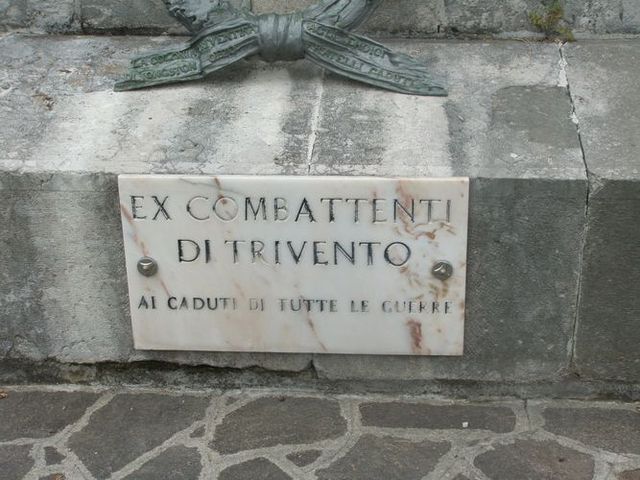 EX COMBATTENTI
DI TRIVENTO
AI CADUTI DI TUTTE LE GUERRE